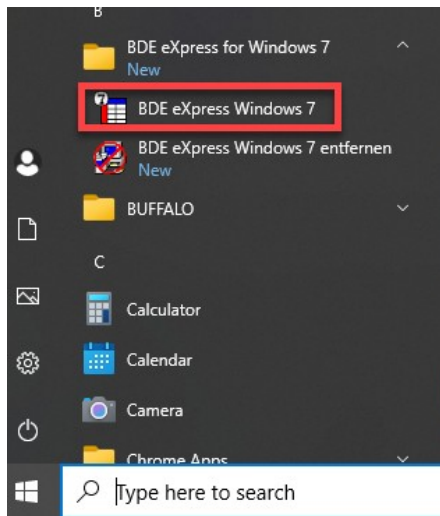 B
BDE eXpress for Windows 7
New
BDE eXpress Windows 7
BDE eXpress Windows 7 entfernen
New
BUFFALO
C
Calculator
Calendar
Camera
Chrome Apps
Type here to search